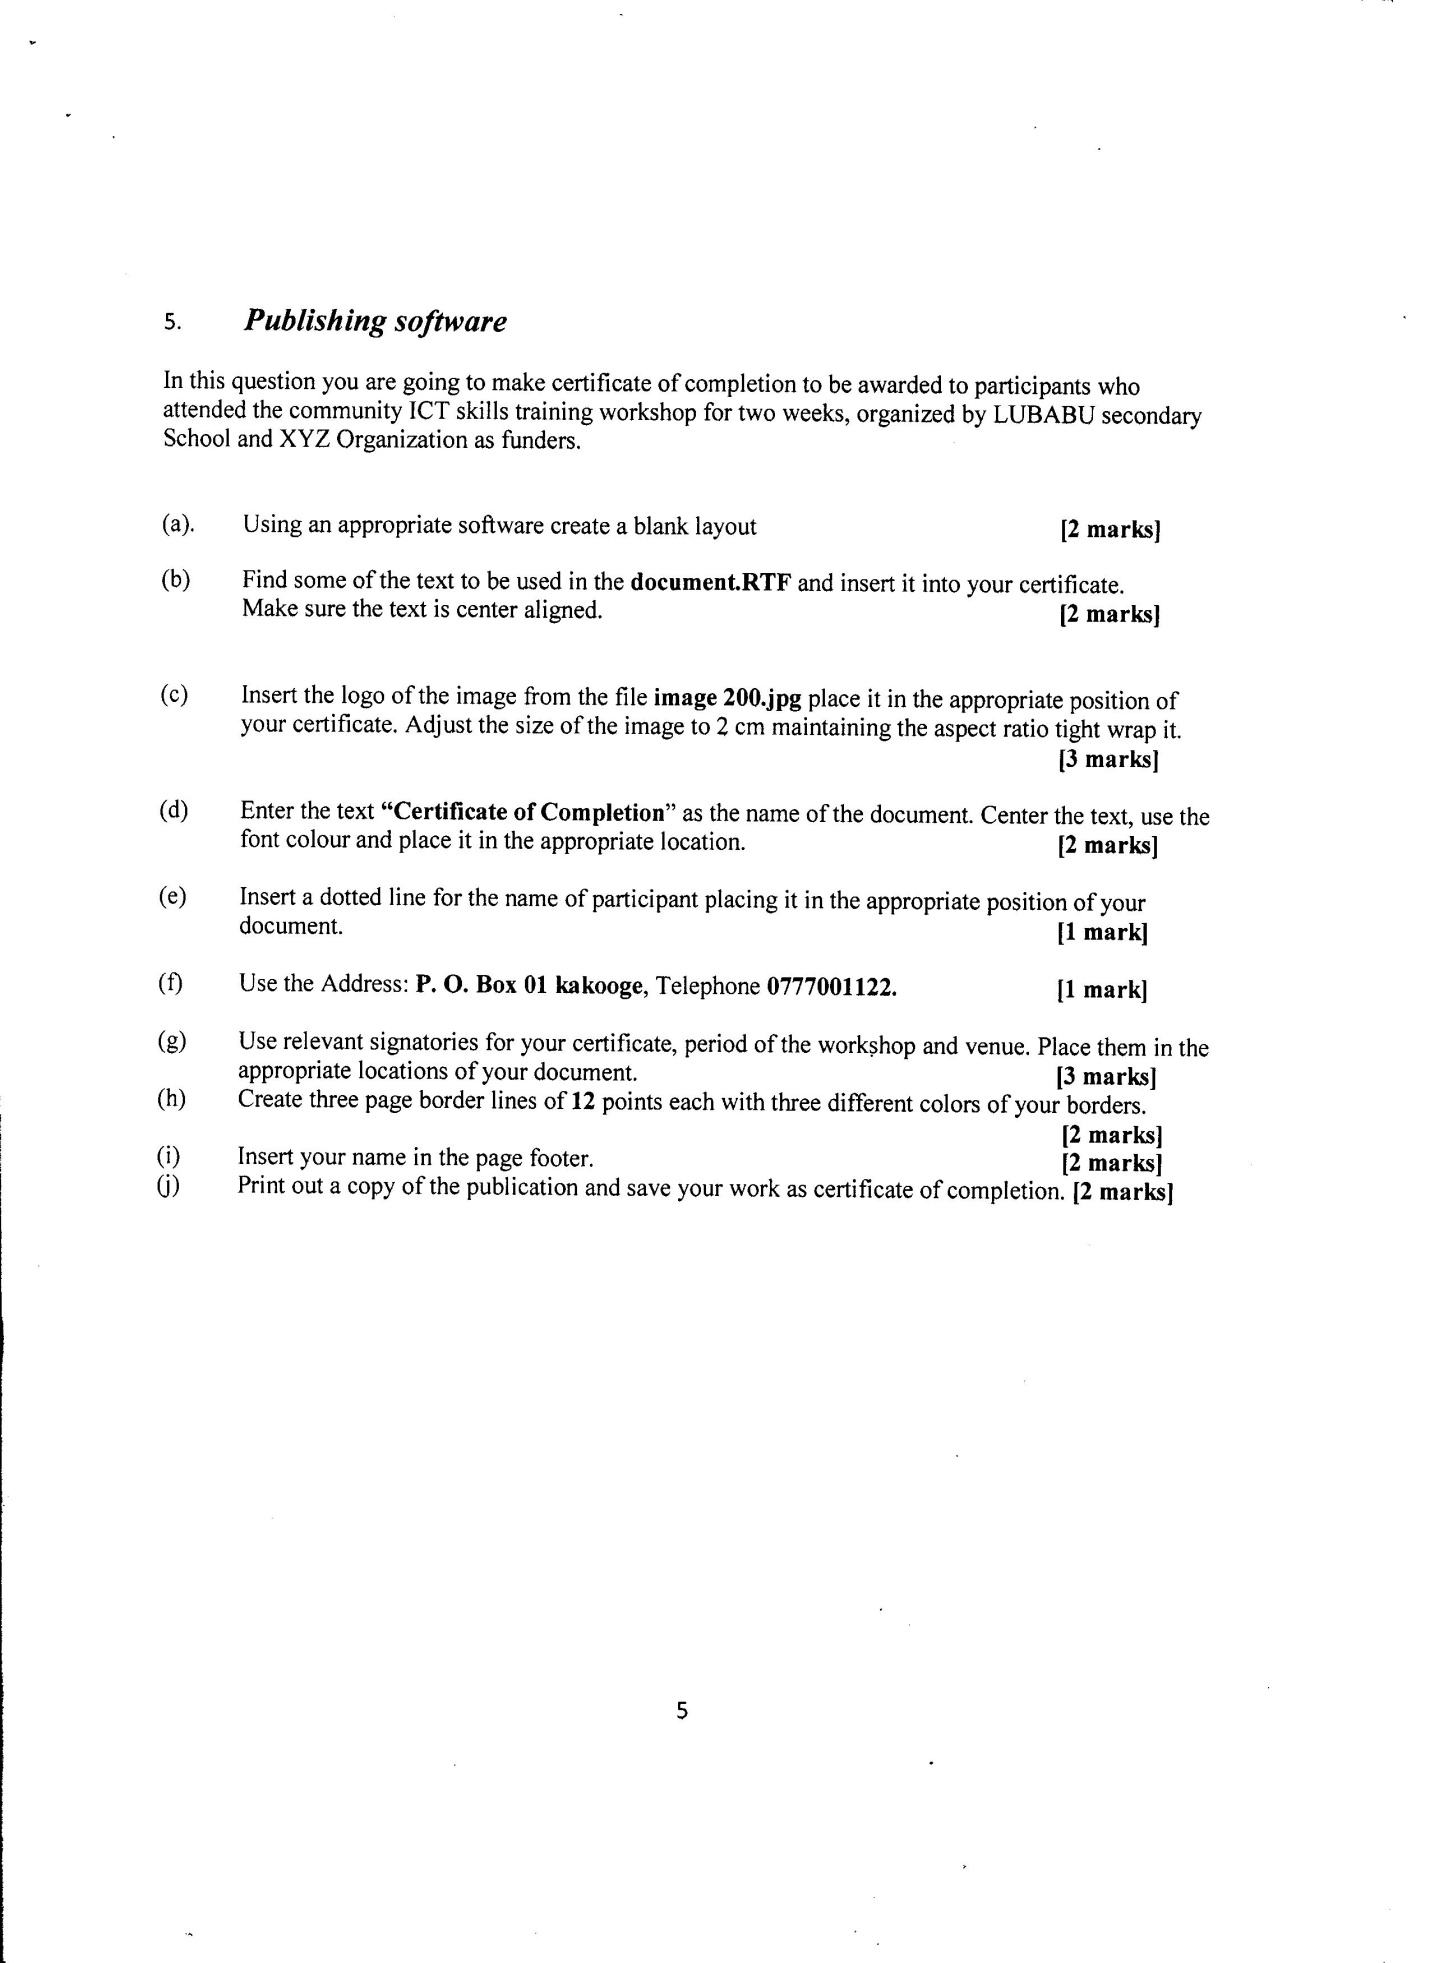 5. Publishing software
In this question you are going to make certificate of completion to be awarded to participants who
attended the community ICT skills training workshop for two weeks, organized by LUBABU secondary
School and XYZ Organization as funders.
(a). Using an appropriate software create a blank layout [2 marks]
(b) Find some of the text to be used in the document.RTF and insert it into your certificate.
Make sure the text is center aligned. [2 marks]
(c) Insert the logo of the image from the file image 200.jpg place it in the appropriate position of
your certificate. Adjust the size of the image to 2 cm maintaining the aspect ratio tight wrap it.
[3 marks]
(d) Enter the text “Certificate of Completion” as the name of the document. Center the text, use the
font colour and place it in the appropriate location. [2 marks]
(e) Insert a dotted line for the name of participant placing it in the appropriate position of your
document. [1 mark]
(f) Use the Address: P. O. Box 01 kakooge, Telephone 0777001122. [1 mark]
(g) Use relevant signatories for your certificate, period of the workshop and venue. Place them in the
appropriate locations of your document. [3 marks]
(h) Create three page border lines of 12 points each with three different colors of your borders.
[2 marks]
(i) Insert your name in the page footer. [2 marks]
(j) Print out a copy of the publication and save your work as certificate of completion. [2 marks]
5